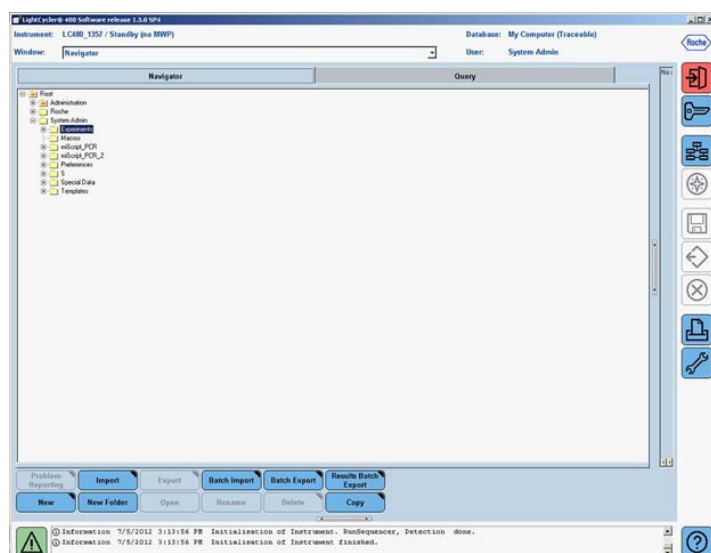 LightCycler® 480 Software release 1.5.0 SP4
Instrument: LC480_1357 / Standby (no MWP)
Database: My Computer (Traceable)
Window: Navigator
User: System Admin
Roche
Navigator
Query
No
Root
Administration
Roche
System Admin
Experiments
Macros
miScript_PCR
miScript_PCR_2
Preferences
S
Special Data
Templates
Problem Reporting
Import
Export
Batch Import
Batch Export
Results Batch Export
New
New Folder
Open
Rename
Delete
Copy
Information 7/5/2012 3:13:56 PM Initialisation of Instrument. RunSequencer, Detection done.
Information 7/5/2012 3:13:56 PM Initialisation of Instrument finished.